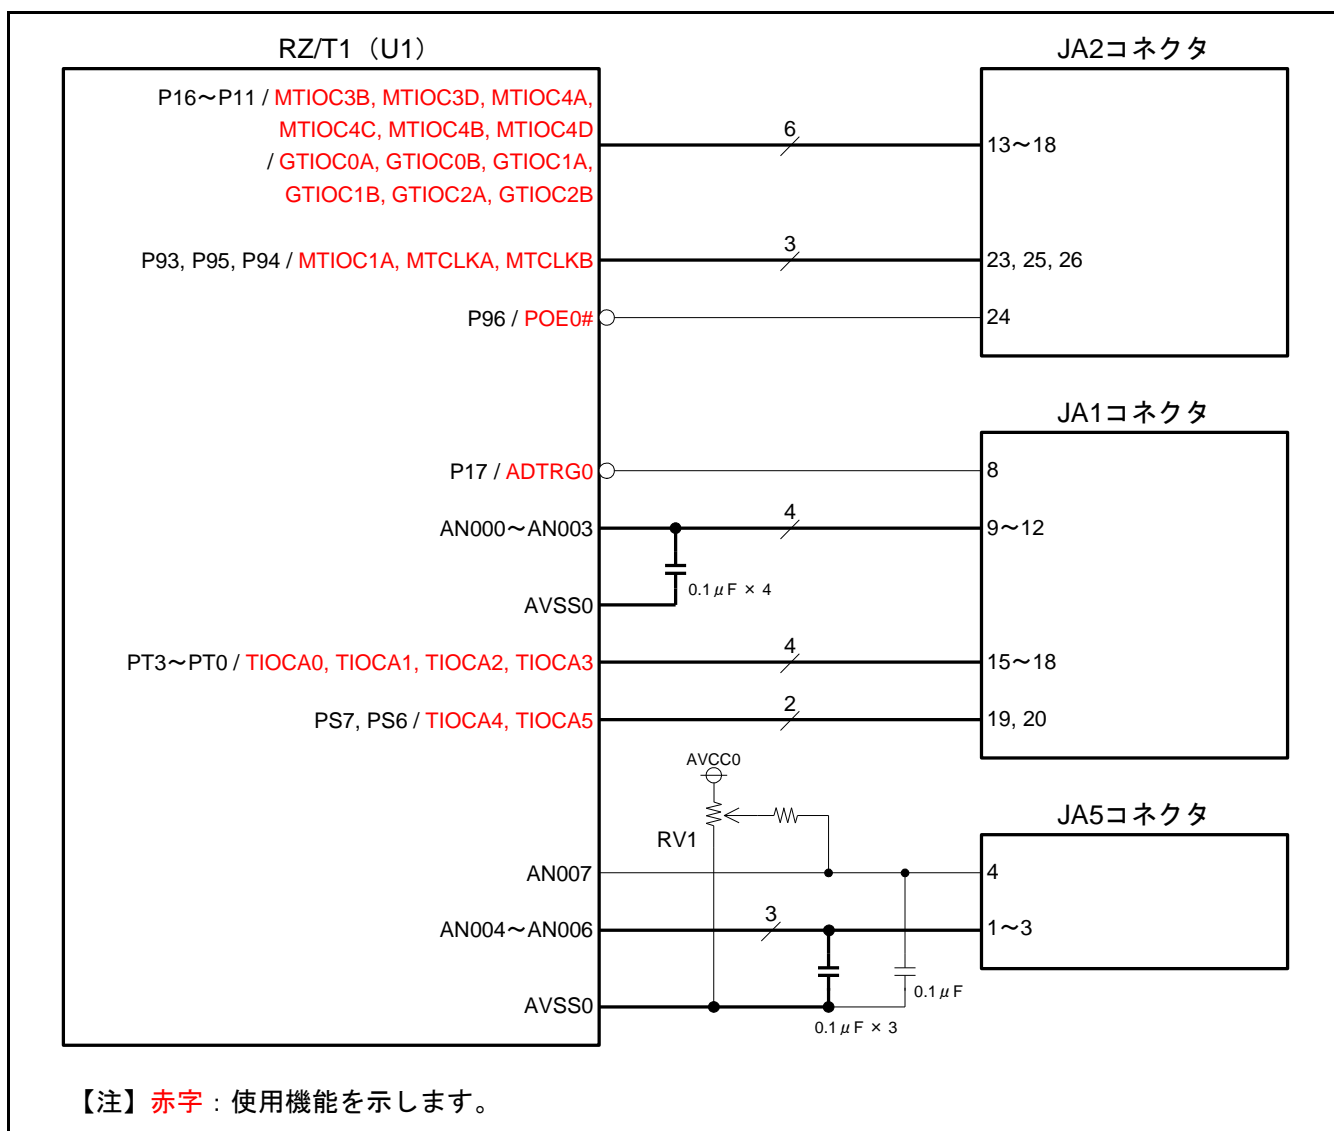 RZ/T1（U1）
P16～P11 / MTIOC3B, MTIOC3D, MTIOC4A,
MTIOC4C, MTIOC4B, MTIOC4D
/ GTIOC0A, GTIOC0B, GTIOC1A,
GTIOC1B, GTIOC2A, GTIOC2B
P93, P95, P94 / MTIOC1A, MTCLKA, MTCLKB
P96 / POE0#
P17 / ADTRG0
AN000～AN003
AVSS0
PT3～PT0 / TIOCA0, TIOCA1, TIOCA2, TIOCA3
PS7, PS6 / TIOCA4, TIOCA5
AN007
AN004～AN006
AVSS0
6
3
4
0.1μF × 4
4
2
AVCC0
RV1
3
0.1μF
0.1μF × 3
JA2コネクタ
13～18
23, 25, 26
24
JA1コネクタ
8
9～12
15～18
19, 20
JA5コネクタ
4
1～3
【注】赤字：使用機能を示します。